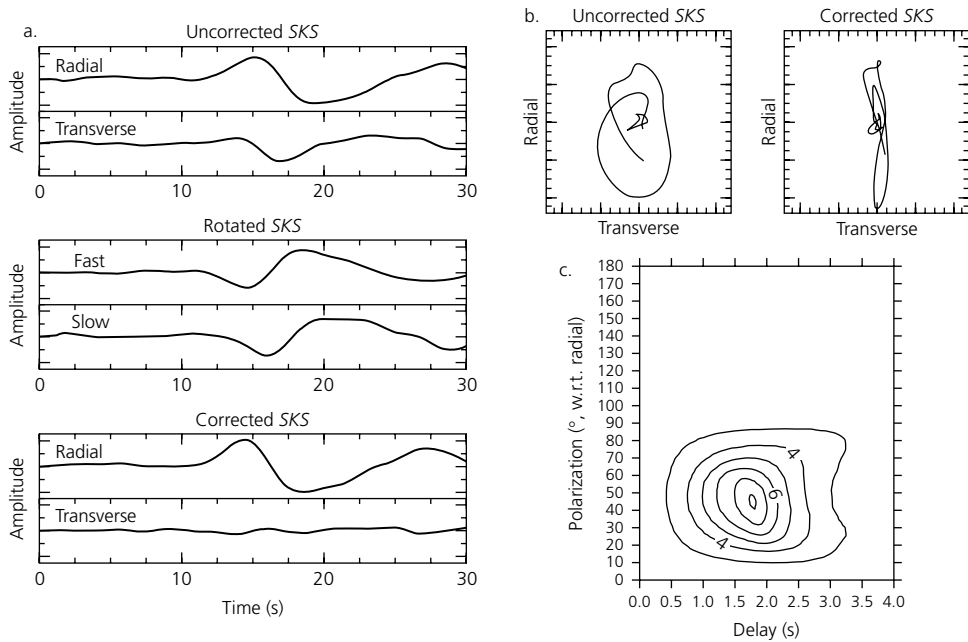 a.
Uncorrected SKS
Radial
Transverse
Amplitude
0 10 20 30
Rotated SKS
Fast
Slow
Amplitude
0 10 20 30
Corrected SKS
Radial
Transverse
Amplitude
0 10 20 30
Time (s)
b.
Uncorrected SKS
Radial
Transverse
Corrected SKS
Radial
Transverse
c.
180
170
160
150
140
130
120
110
100
90
80
70
60
50
40
30
20
10
0
Polarization (°, w.r.t. radial)
4
6
4
0.0 0.5 1.0 1.5 2.0 2.5 3.0 3.5 4.0
Delay (s)